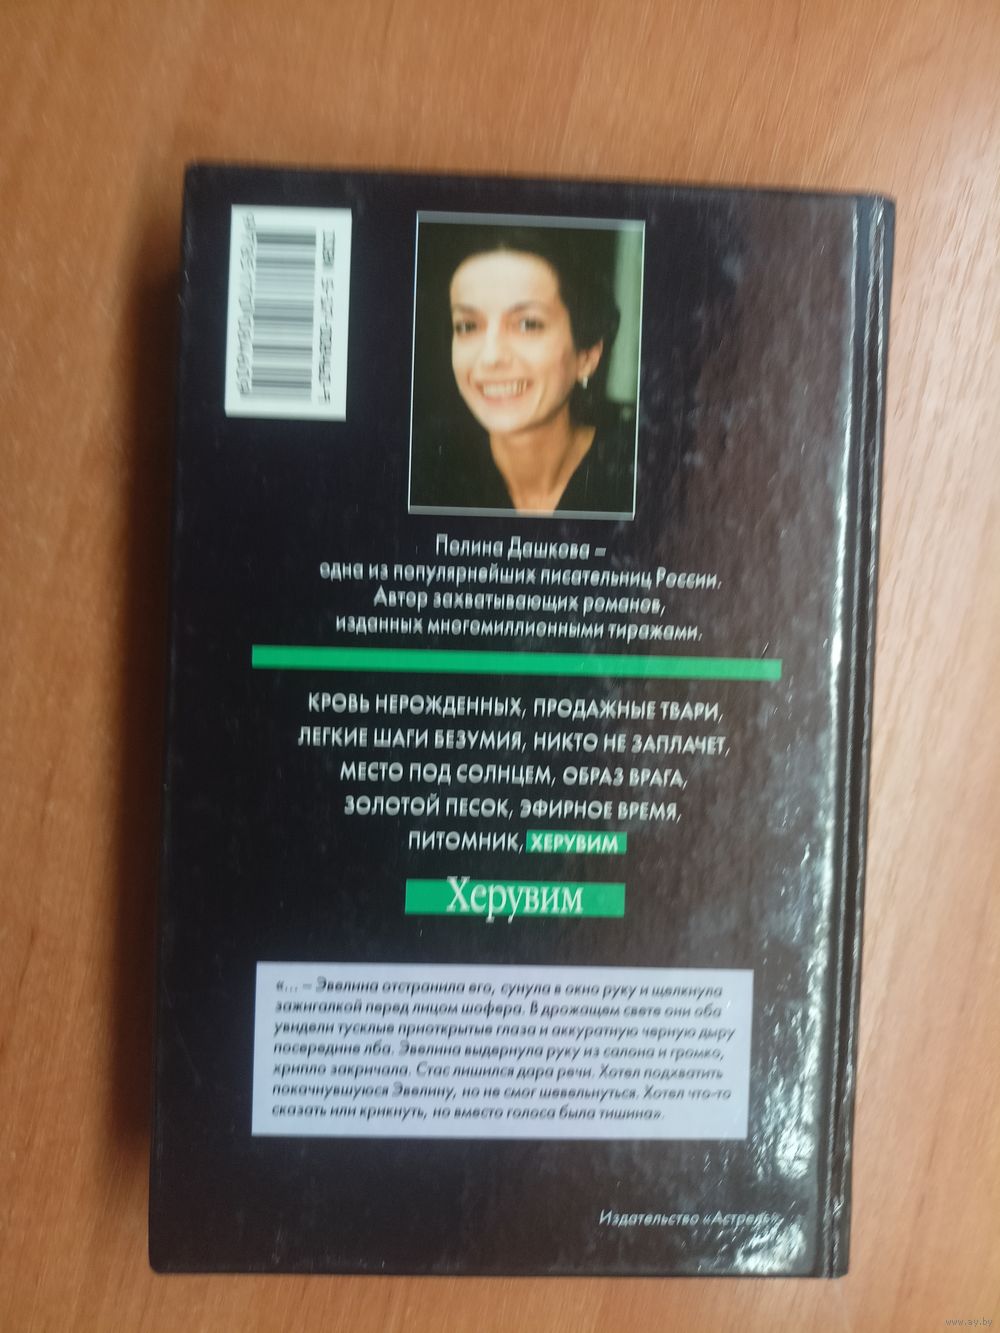 Полина Дашкова –
одна из популярнейших писательниц России.
Автор захватывающих романов,
изданных многомиллионными тиражами.
КРОВЬ НЕРОЖДЕННЫХ, ПРОДАЖНЫЕ ТВАРИ,
ЛЕГКИЕ ШАГИ БЕЗУМИЯ, НИКТО НЕ ЗАПЛАЧЕТ,
МЕСТО ПОД СОЛНЦЕМ, ОБРАЗ ВРАГА,
ЗОЛОТОЙ ПЕСОК, ЭФИРНОЕ ВРЕМЯ,
ПИТОМНИК, ХЕРУВИМ
Херувим
«... – Эвелина отстранила его, сунула в окно руку и щелкнула
зажигалкой перед лицом шофера. В дрожащем свете они оба
увидели тусклые приоткрытые глаза и аккуратную черную дыру
посередине лба. Эвелина выдернула руку из салона и громко,
хрипло закричала. Стас лишился дара речи. Хотел подхватить
покачнувшуюся Эвелину, но не смог шевельнуться. Хотел что-то
сказать или крикнуть, но вместо голоса была тишина».
Издательство «Астрель»
www.ay.by